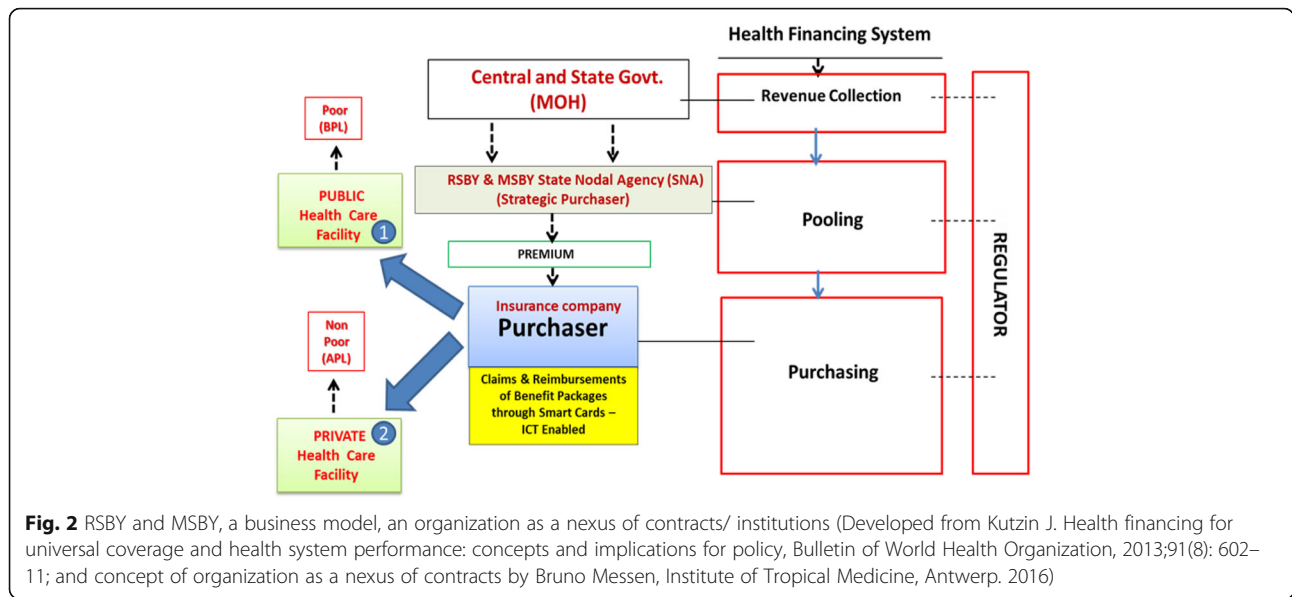 Health Financing System
Central and State Govt.
(MOH)
Revenue Collection
Poor
(BPL)
RSBY & MSBY State Nodal Agency (SNA)
(Strategic Purchaser)
PUBLIC
Health Care
Facility
1
Pooling
REGULATOR
PREMIUM
Insurance company
Purchaser
Non
Poor
(APL)
Purchasing
Claims & Reimbursements
of Benefit Packages
through Smart Cards –
ICT Enabled
PRIVATE
Health Care
Facility
2
Fig. 2 RSBY and MSBY, a business model, an organization as a nexus of contracts/ institutions (Developed from Kutzin J. Health financing for
universal coverage and health system performance: concepts and implications for policy, Bulletin of World Health Organization, 2013;91(8): 602–
11; and concept of organization as a nexus of contracts by Bruno Messen, Institute of Tropical Medicine, Antwerp. 2016)